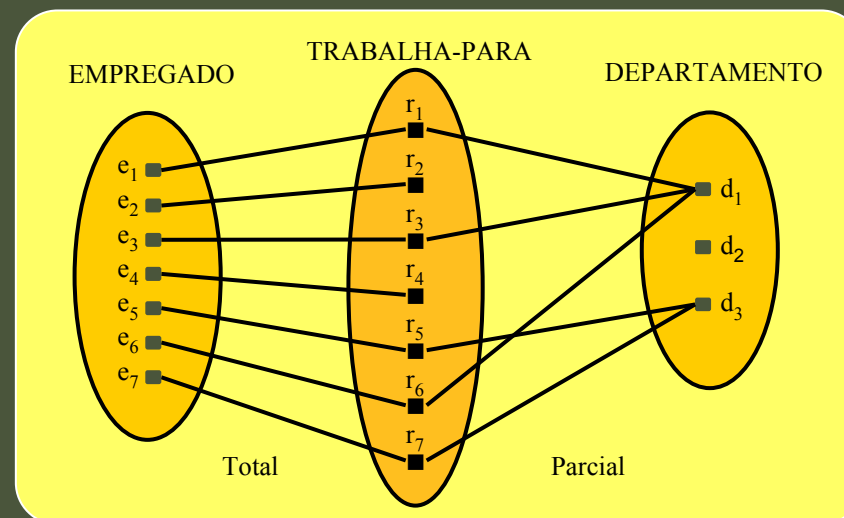 TRABALHA-PARA
EMPREGADO
DEPARTAMENTO
r1
r2
r3
r4
r5
r6
r7
e1
e2
e3
e4
e5
e6
e7
d1
d2
d3
Total
Parcial